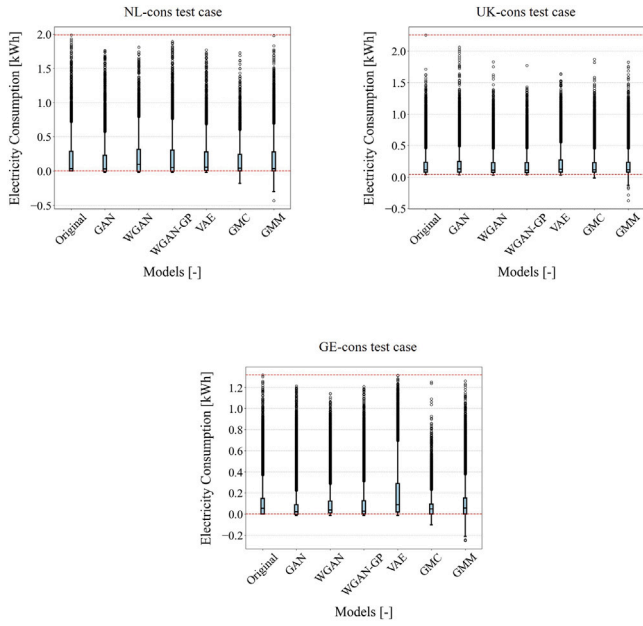 NL-cons test case
Electricity Consumption [kWh]
2.0
1.5
1.0
0.5
0.0
−0.5
Original
GAN
WGAN
WGAN-GP
VAE
GMC
GMM
Models [-]
UK-cons test case
Electricity Consumption [kWh]
2.0
1.5
1.0
0.5
0.0
−0.5
Original
GAN
WGAN
WGAN-GP
VAE
GMC
GMM
Models [-]
GE-cons test case
Electricity Consumption [kWh]
1.2
1.0
0.8
0.6
0.4
0.2
0.0
−0.2
Original
GAN
WGAN
WGAN-GP
VAE
GMC
GMM
Models [-]